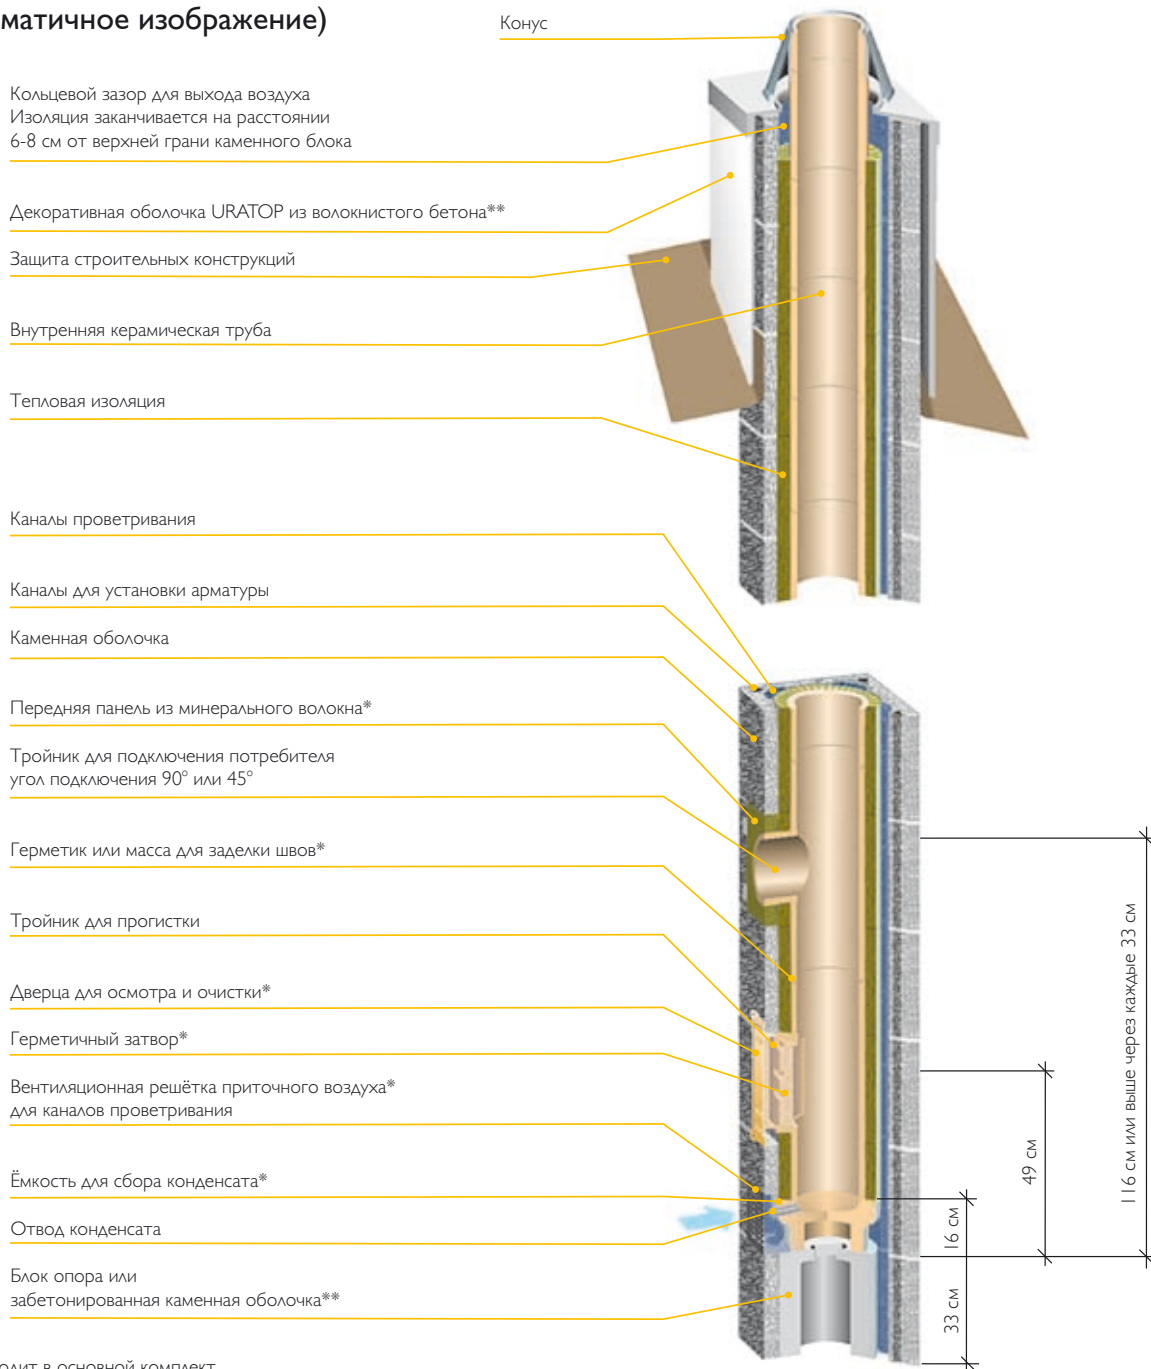 матичное изображение)
Конус
Кольцевой зазор для выхода воздуха
Изоляция заканчивается на расстоянии
6-8 см от верхней грани каменного блока
Декоративная оболочка URATOP из волокнистого бетона**
Защита строительных конструкций
Внутренняя керамическая труба
Тепловая изоляция
Каналы проветривания
Каналы для установки арматуры
Каменная оболочка
Передняя панель из минерального волокна*
Тройник для подключения потребителя
угол подключения 90° или 45°
Герметик или масса для заделки швов*
Тройник для прогистки
Дверца для осмотра и очистки*
Герметичный затвор*
Вентиляционная решётка приточного воздуха*
для каналов проветривания
Ёмкость для сбора конденсата*
Отвод конденсата
Блок опора или
забетонированная каменная оболочка**
116 см или выше через каждые 33 см
49 см
16 см
33 см
одит в основной комплект